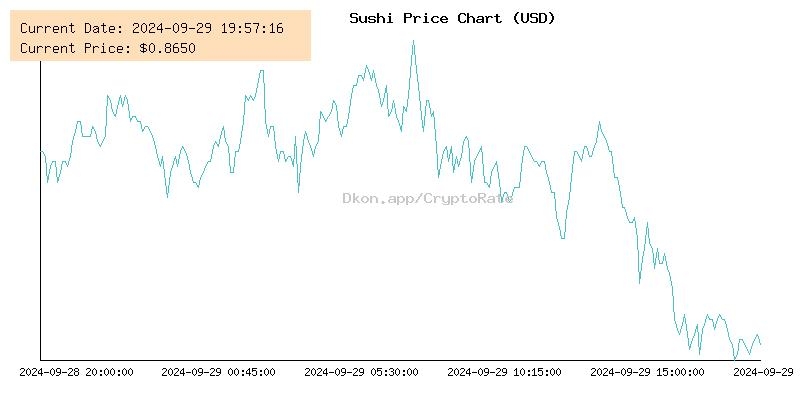 Sushi Price Chart (USD)
Current Date: 2024-09-29 19:57:16
Current Price: $0.8650
Dkon.app/CryptoRate
2024-09-28 20:00:00 2024-09-29 00:45:00 2024-09-29 05:30:00 2024-09-29 10:15:00 2024-09-29 15:00:00 2024-09-29